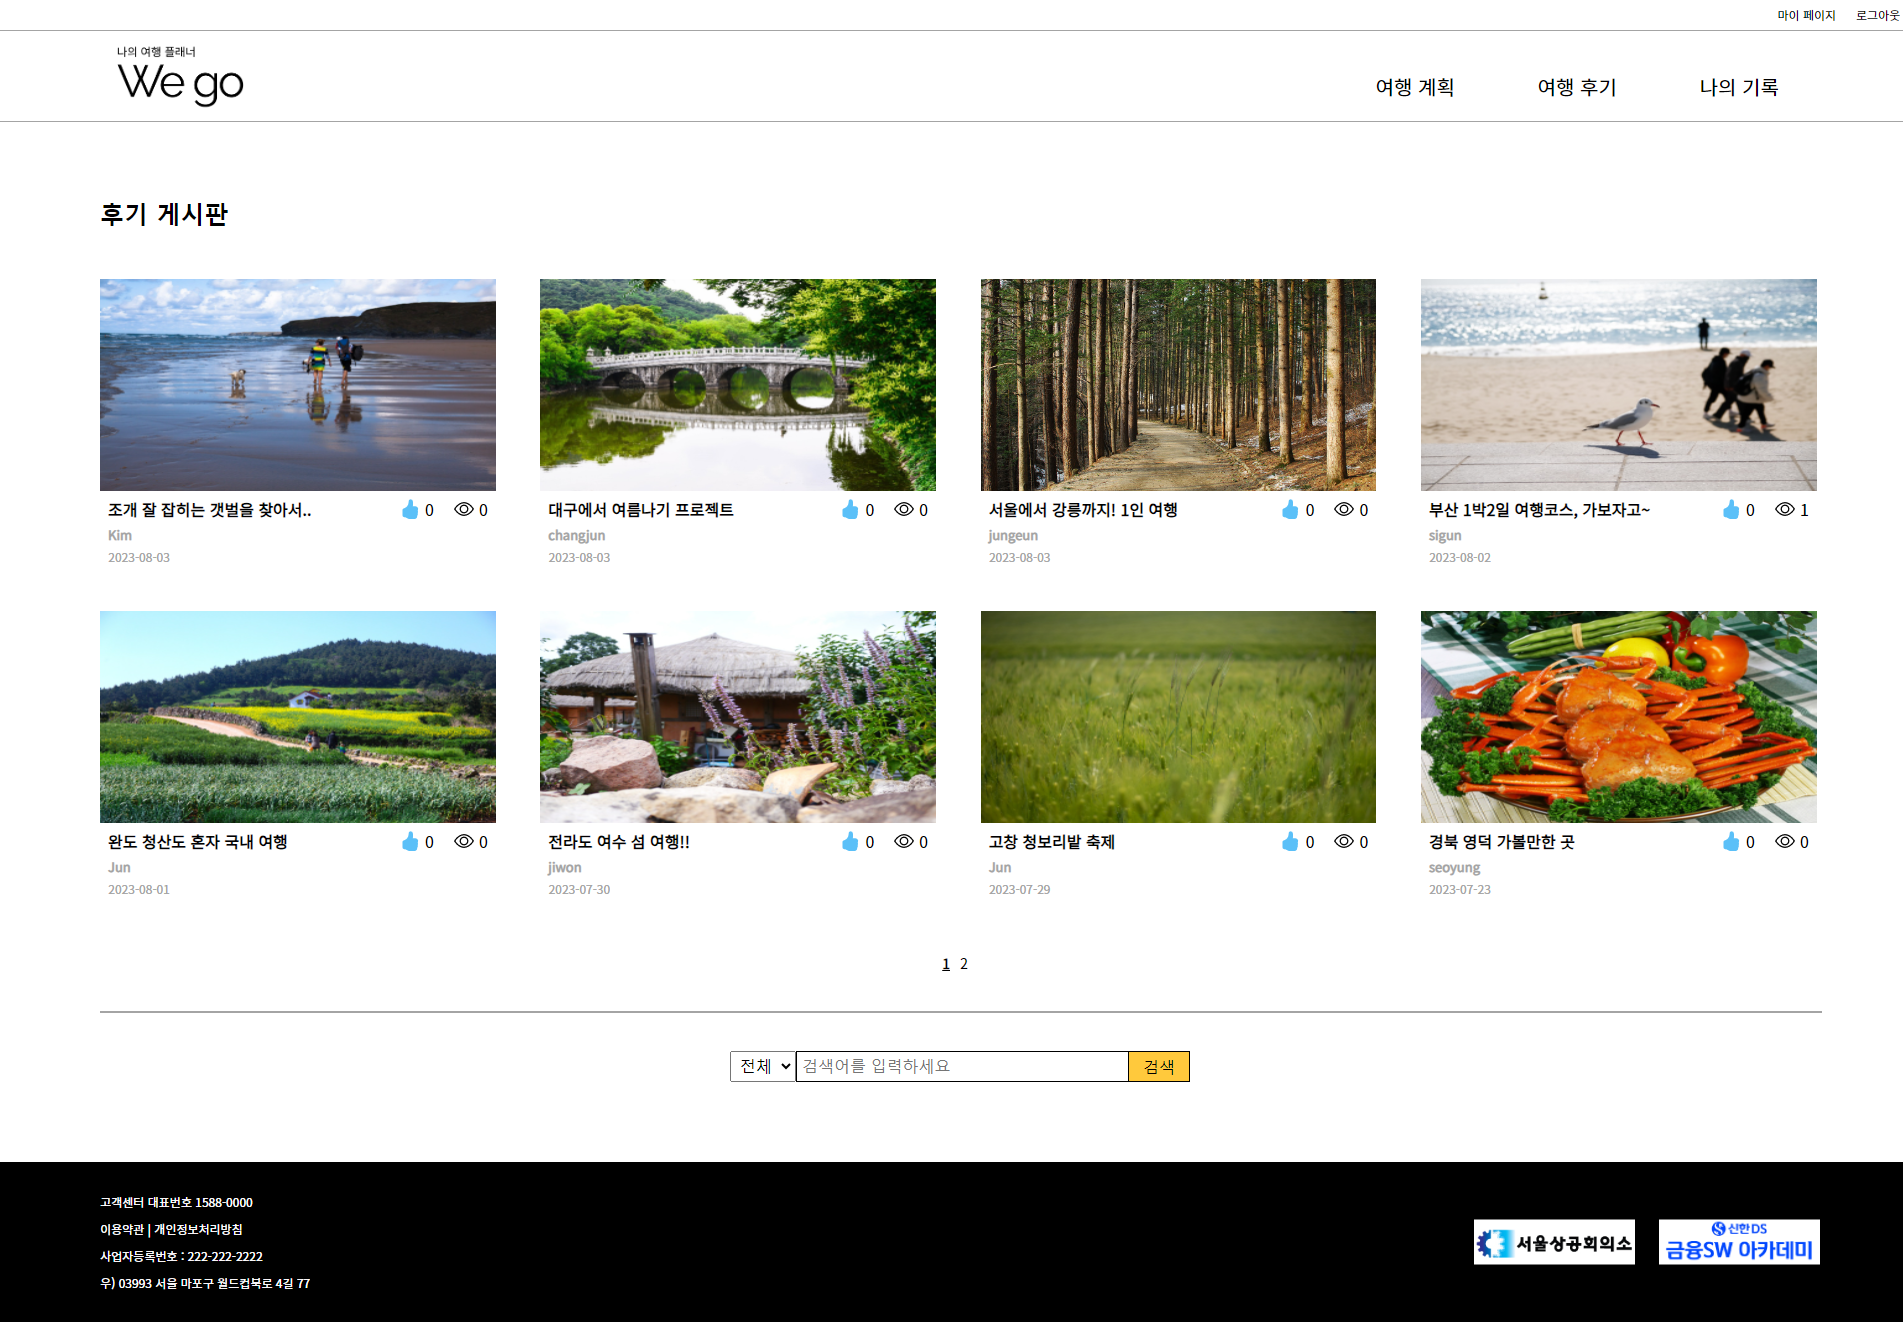 마이 페이지 로그아웃
나의 여행 플래너
We go
여행 계획 여행 후기 나의 기록
후기 게시판
조개 잘 잡히는 갯벌을 찾아서.. 0 0
Kim
2023-08-03
대구에서 여름나기 프로젝트 0 0
changjun
2023-08-03
서울에서 강릉까지! 1인 여행 0 0
jungeun
2023-08-03
부산 1박2일 여행코스, 가보자고~ 0 1
sigun
2023-08-02
완도 청산도 혼자 국내 여행 0 0
Jun
2023-08-01
전라도 여수 섬 여행!! 0 0
jiwon
2023-07-30
고창 청보리밭 축제 0 0
Jun
2023-07-29
경북 영덕 가볼만한 곳 0 0
seoyung
2023-07-23
1 2
전체 검색어를 입력하세요 검색
고객센터 대표번호 1588-0000
이용약관 | 개인정보처리방침
사업자등록번호 : 222-222-2222
우) 03993 서울 마포구 월드컵북로 4길 77
서울상공회의소
신한DS
금융SW 아카데미